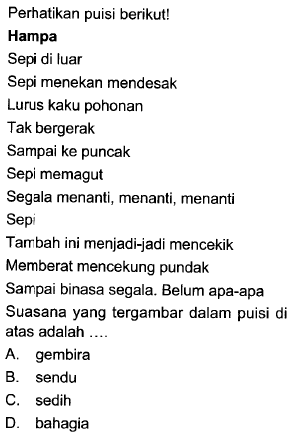 Perhatikan puisi berikut!
Hampa
Sepi di luar
Sepi menekan mendesak
Lurus kaku pohonan
Tak bergerak
Sampai ke puncak
Sepi memagut
Segala menanti, menanti, menanti
Sepi
Tambah ini menjadi-jadi mencekik
Memberat mencekung pundak
Sampai binasa segala. Belum apa-apa
Suasana yang tergambar dalam puisi di
atas adalah ....
A. gembira
B. sendu
C. sedih
D. bahagia